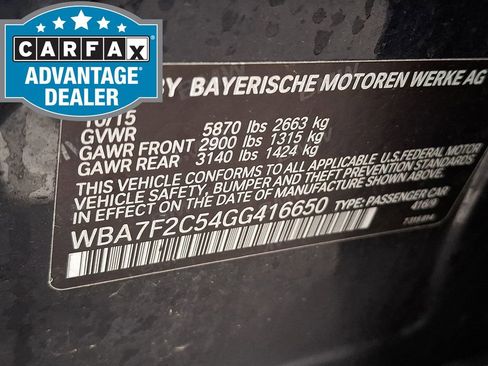 CARFAX
ADVANTAGE
DEALER
BY BAYERISCHE MOTOREN WERKE AG
10/15
GVWR 5870 lbs 2663 kg
GAWR FRONT 2900 lbs 1315 kg
GAWR REAR 3140 lbs 1424 kg
THIS VEHICLE CONFORMS TO ALL APPLICABLE U.S. FEDERAL MOTOR
VEHICLE SAFETY, BUMPER AND THEFT PREVENTION STANDARDS
IN EFFECT ON THE DATE OF MANUFACTURE SHOWN ABOVE.
WBA7F2C54GG416650 TYPE: PASSENGER CAR
416/9